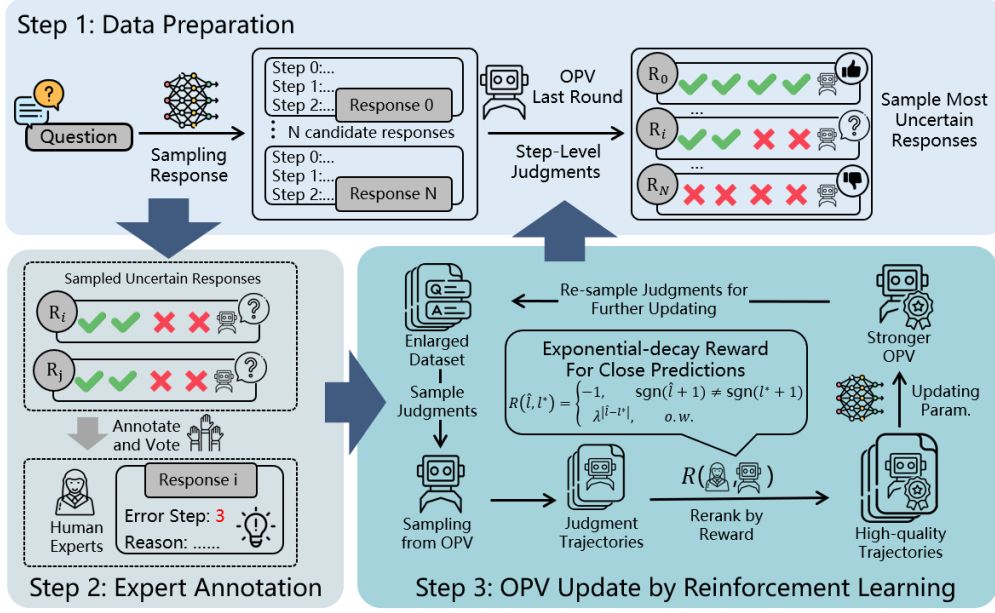 Step 1: Data Preparation
Question
Sampling
Response
Step 0:...
Step 1:...
Step 2:...
Response 0
N candidate responses
Step 0:...
Step 1:...
Step 2:...
Response N
OPV
Last Round
Step-Level
Judgments
R0
...
Ri
?
...
RN
Sample Most
Uncertain
Responses
Sampled Uncertain Responses
Ri
?
Rj
?
Annotate
and Vote
Human
Experts
Response i
Error Step: 3
Reason: ......
Step 2: Expert Annotation
Q
A
Enlarged
Dataset
Re-sample Judgments for
Further Updating
Stronger
OPV
Sample
Judgments
Exponential-decay Reward
For Close Predictions
R(l̂, l*) = {−1, sgn(l̂ + 1) ≠ sgn(l* + 1)
λ^|l̂−l*|, o.w.
Updating
Param.
Sampling
from OPV
Judgment
Trajectories
R( , )
Rerank by
Reward
High-quality
Trajectories
Step 3: OPV Update by Reinforcement Learning